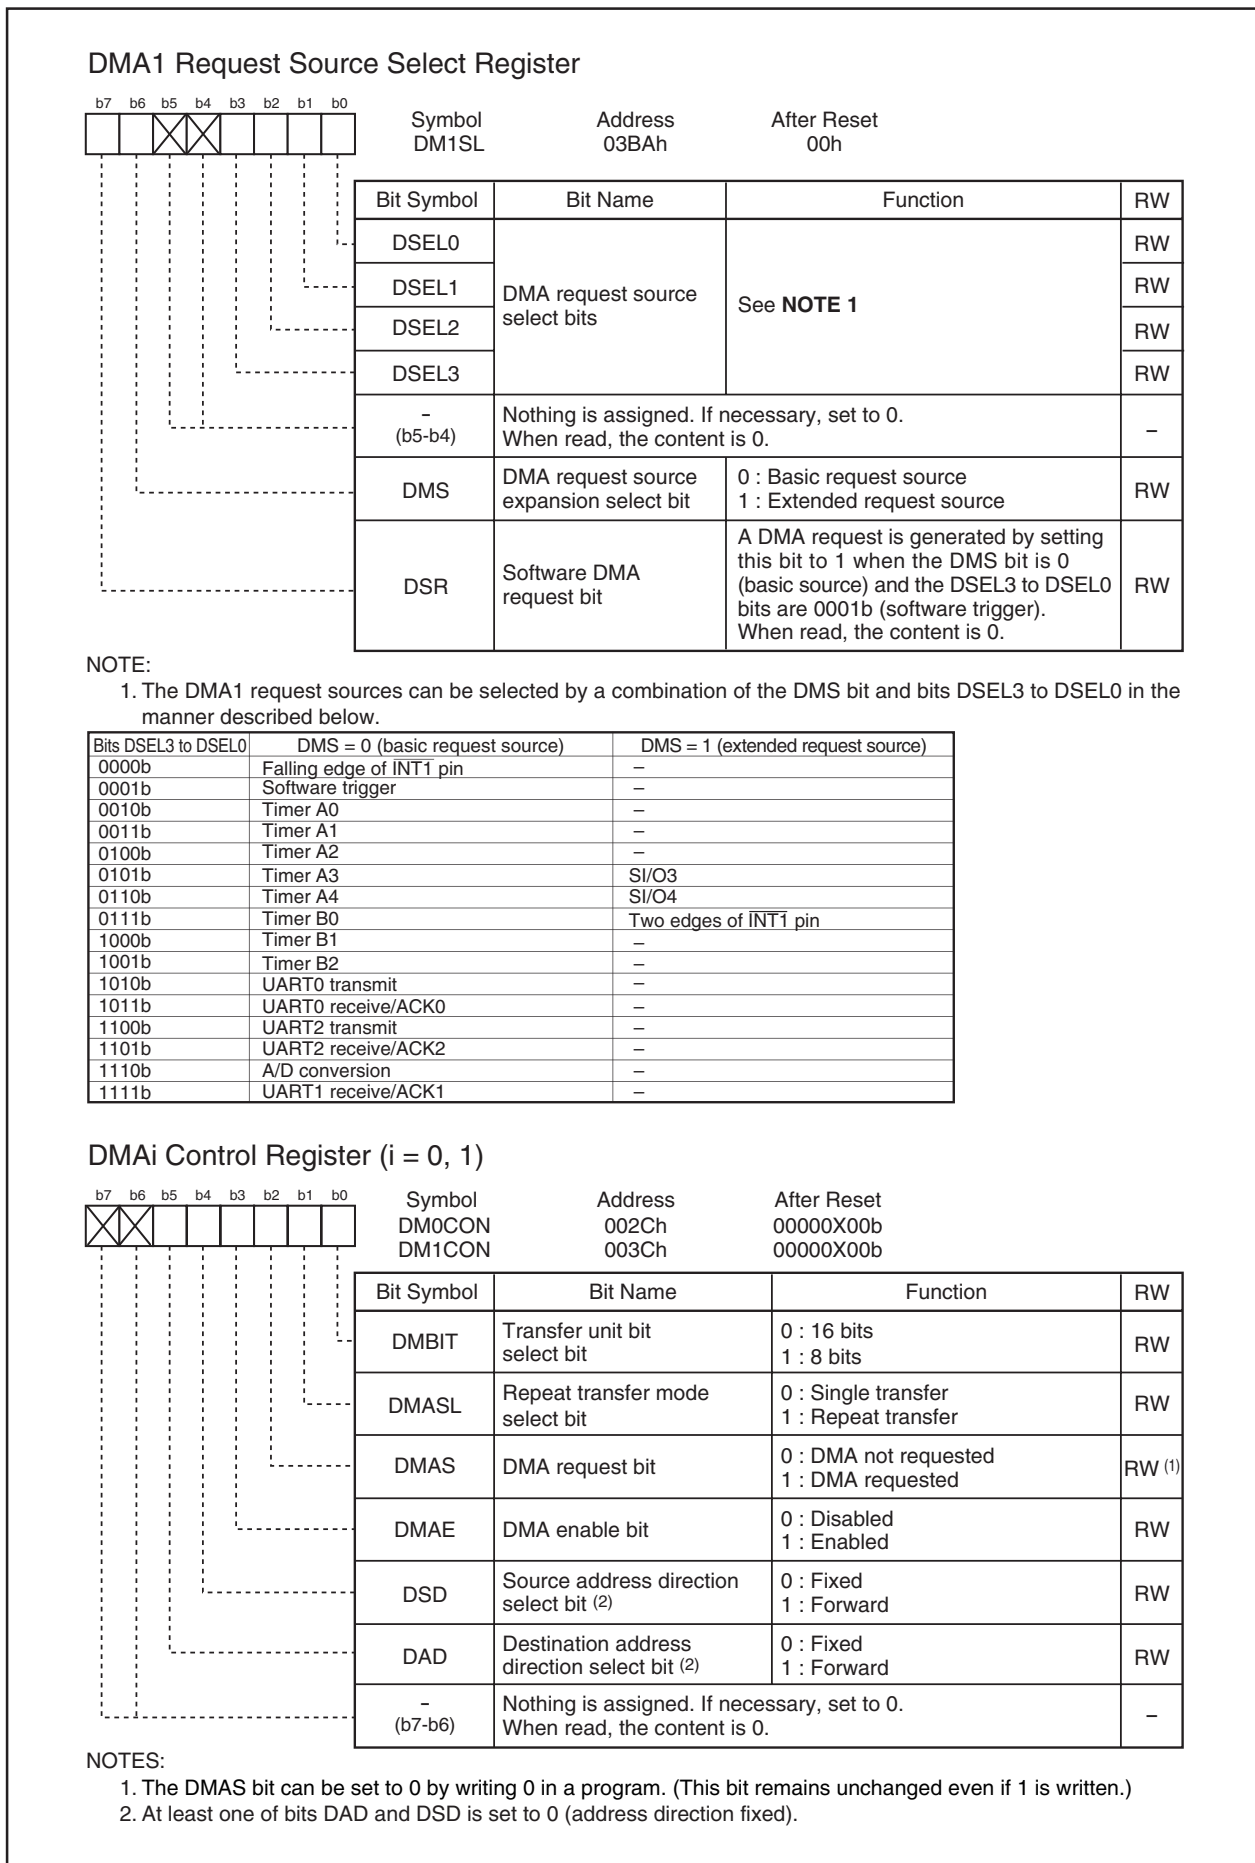 DMA1 Request Source Select Register
b7 b6 b5 b4 b3 b2 b1 b0
Symbol Address After Reset
DM1SL 03BAh 00h
Bit Symbol Bit Name Function RW
DSEL0 RW
DSEL1 RW
DMA request source
select bits
See NOTE 1
DSEL2 RW
DSEL3 RW
–
(b5-b4)
Nothing is assigned. If necessary, set to 0.
When read, the content is 0.
–
DMS
DMA request source
expansion select bit
0 : Basic request source
1 : Extended request source
RW
DSR
Software DMA
request bit
A DMA request is generated by setting
this bit to 1 when the DMS bit is 0
(basic source) and the DSEL3 to DSEL0
bits are 0001b (software trigger).
When read, the content is 0.
RW
NOTE:
1. The DMA1 request sources can be selected by a combination of the DMS bit and bits DSEL3 to DSEL0 in the
manner described below.
Bits DSEL3 to DSEL0 DMS = 0 (basic request source) DMS = 1 (extended request source)
0000b Falling edge of INT1 pin –
0001b Software trigger –
0010b Timer A0 –
0011b Timer A1 –
0100b Timer A2 –
0101b Timer A3 SI/O3
0110b Timer A4 SI/O4
0111b Timer B0 Two edges of INT1 pin
1000b Timer B1 –
1001b Timer B2 –
1010b UART0 transmit –
1011b UART0 receive/ACK0 –
1100b UART2 transmit –
1101b UART2 receive/ACK2 –
1110b A/D conversion –
1111b UART1 receive/ACK1 –
DMAi Control Register (i = 0, 1)
b7 b6 b5 b4 b3 b2 b1 b0
Symbol Address After Reset
DM0CON 002Ch 00000X00b
DM1CON 003Ch 00000X00b
Bit Symbol Bit Name Function RW
DMBIT
Transfer unit bit
select bit
0 : 16 bits
1 : 8 bits
RW
DMASL
Repeat transfer mode
select bit
0 : Single transfer
1 : Repeat transfer
RW
DMAS
DMA request bit
0 : DMA not requested
1 : DMA requested
RW (1)
DMAE
DMA enable bit
0 : Disabled
1 : Enabled
RW
DSD
Source address direction
select bit (2)
0 : Fixed
1 : Forward
RW
DAD
Destination address
direction select bit (2)
0 : Fixed
1 : Forward
RW
–
(b7-b6)
Nothing is assigned. If necessary, set to 0.
When read, the content is 0.
–
NOTES:
1. The DMAS bit can be set to 0 by writing 0 in a program. (This bit remains unchanged even if 1 is written.)
2. At least one of bits DAD and DSD is set to 0 (address direction fixed).